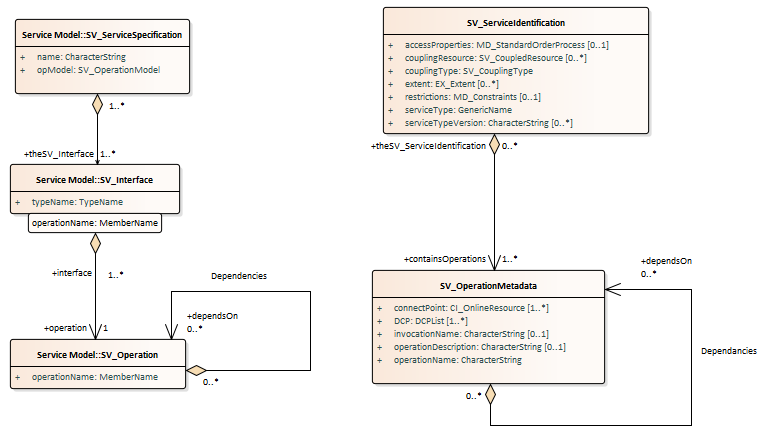 Service Model::SV_ServiceSpecification
+ name: CharacterString
+ opModel: SV_OperationModel
1..*
+theSV_Interface 1..*
Service Model::SV_Interface
+ typeName: TypeName
operationName: MemberName
+interface 1..*
+operation 1
Service Model::SV_Operation
+ operationName: MemberName
Dependencies
+dependsOn
0..*
0..*
SV_ServiceIdentification
+ accessProperties: MD_StandardOrderProcess [0..1]
+ couplingResource: SV_CoupledResource [0..*]
+ couplingType: SV_CouplingType
+ extent: EX_Extent [0..*]
+ restrictions: MD_Constraints [0..1]
+ serviceType: GenericName
+ serviceTypeVersion: CharacterString [0..*]
+theSV_ServiceIdentification 0..*
+containsOperations 1..*
SV_OperationMetadata
+ connectPoint: CI_OnlineResource [1..*]
+ DCP: DCPList [1..*]
+ invocationName: CharacterString [0..1]
+ operationDescription: CharacterString [0..1]
+ operationName: CharacterString
+dependsOn
0..*
Dependancies
0..*